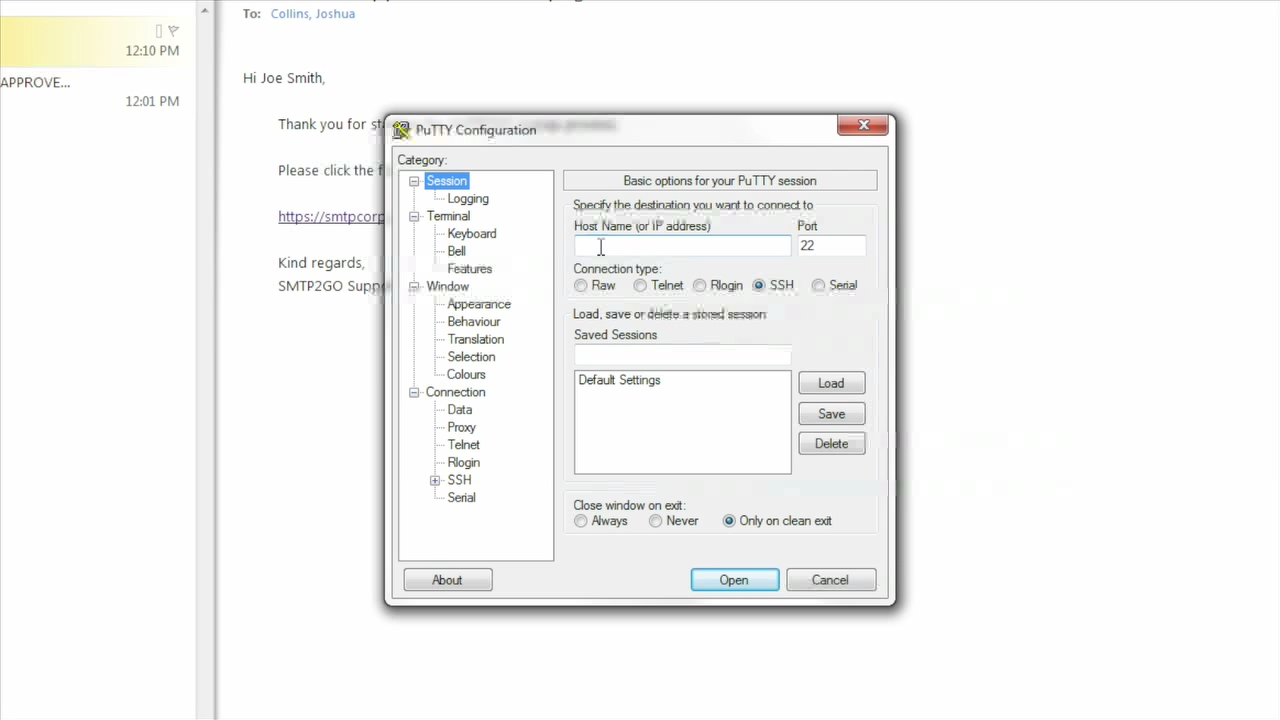 To: Collins, Joshua
12:10 PM
Hi Joe Smith,
APPROVE...
12:01 PM
Thank you for
Please click the
https://smtpcorp
Kind regards,
SMTP2GO
PuTTY Configuration
Category:
Session
Logging
Terminal
Keyboard
Bell
Features
Window
Appearance
Behaviour
Translation
Selection
Colours
Connection
Data
Proxy
Telnet
Rlogin
SSH
Serial
Basic options for your PuTTY session
Specify the destination you want to connect to
Host Name (or IP address) Port
22
Connection type:
Raw Telnet Rlogin SSH Serial
Load, save or delete a stored session
Saved Sessions
Default Settings
Load
Save
Delete
Close window on exit:
Always Never Only on clean exit
About Open Cancel